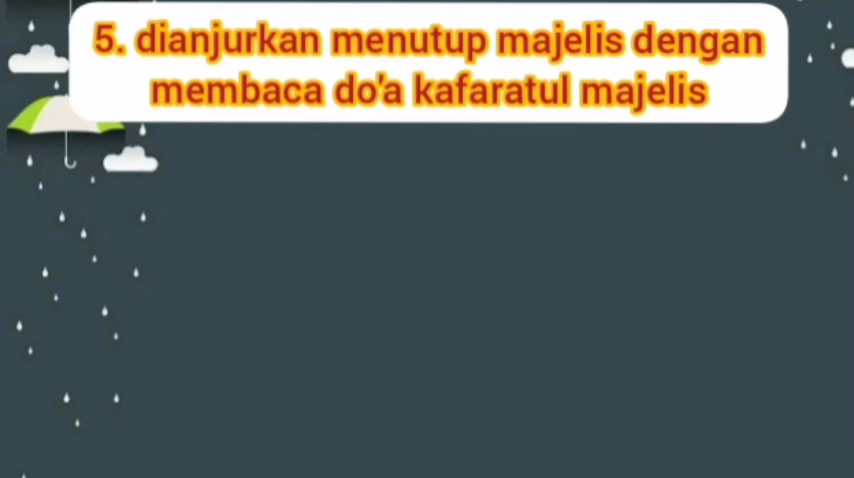 5. dianjurkan menutup majelis dengan
membaca do'a kafaratul majelis